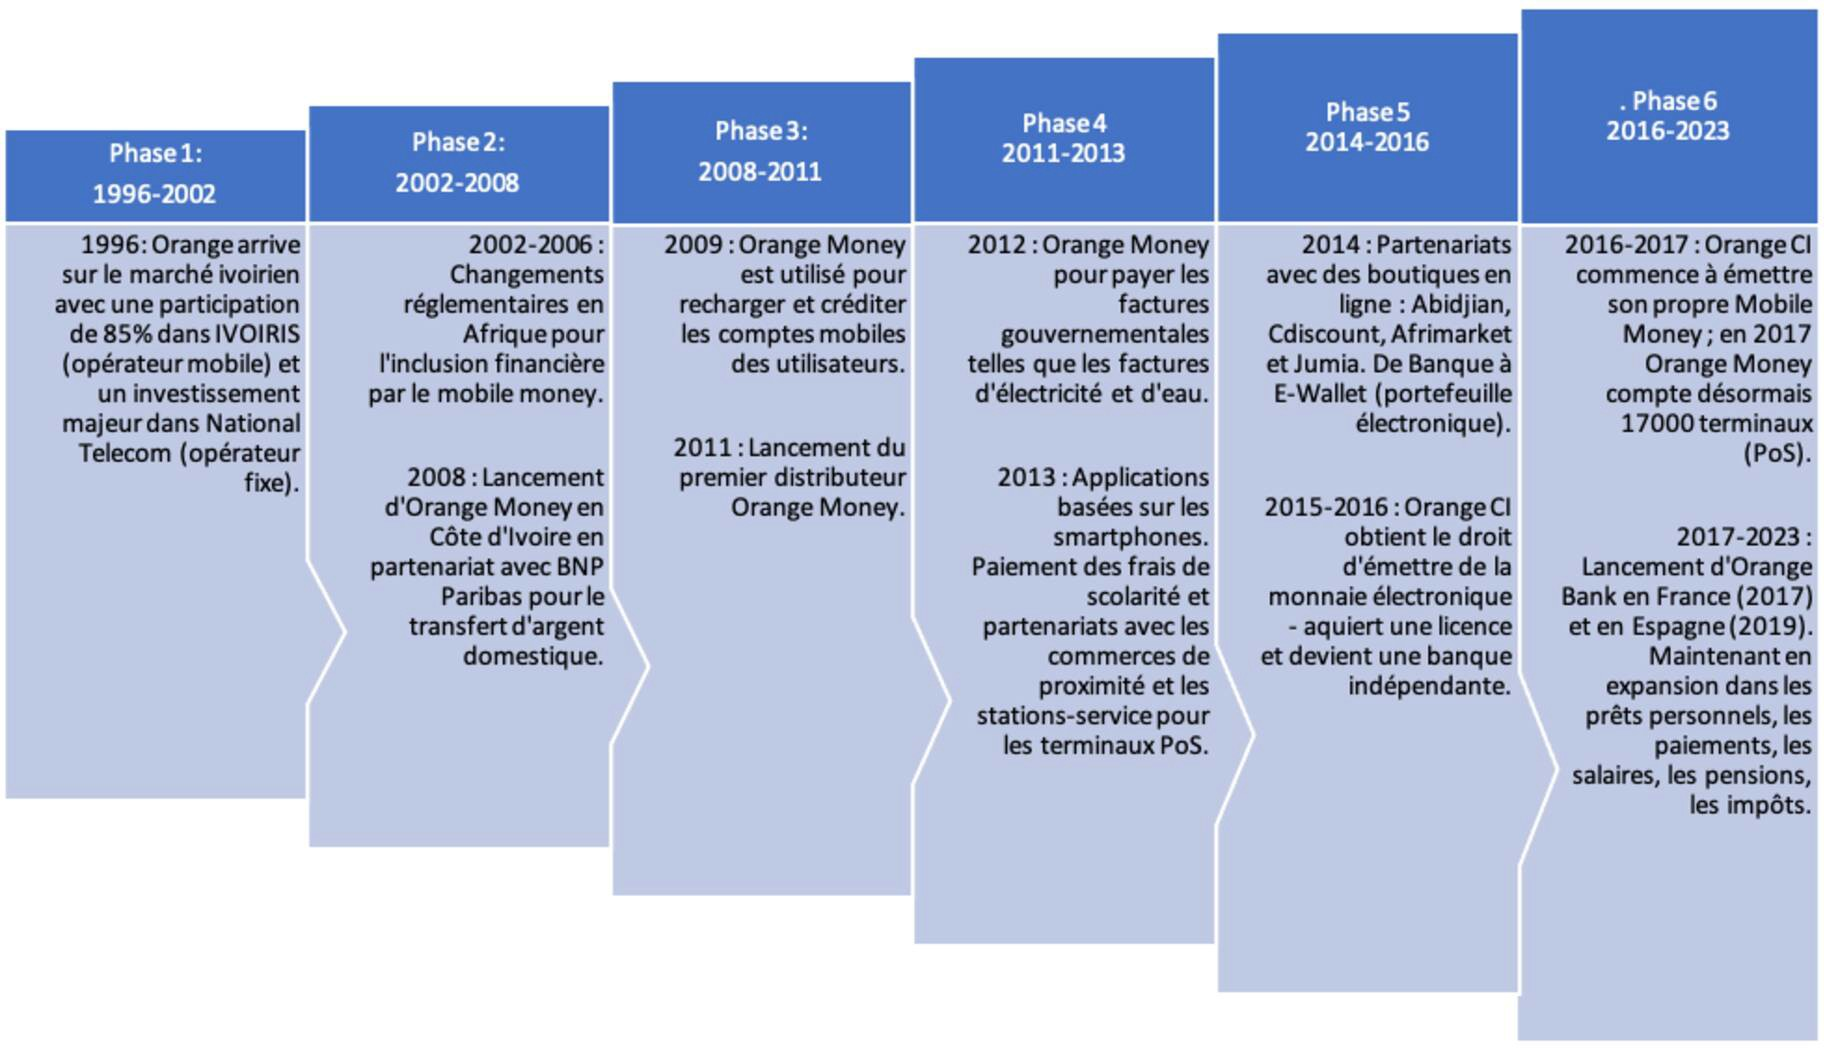 Phase 1:
1996-2002
1996 : Orange arrive
sur le marché ivoirien
avec une participation
de 85% dans IVOIRIS
(opérateur mobile) et
un investissement
majeur dans National
Telecom (opérateur
fixe).
Phase 2:
2002-2008
2002-2006 :
Changements
réglementaires en
Afrique pour
l'inclusion financière
par le mobile money.
2008 : Lancement
d'Orange Money en
Côte d'Ivoire en
partenariat avec BNP
Paribas pour le
transfert d'argent
domestique.
Phase 3:
2008-2011
2009 : Orange Money
est utilisé pour
recharger et créditer
les comptes mobiles
des utilisateurs.
2011 : Lancement du
premier distributeur
Orange Money.
Phase 4
2011-2013
2012 : Orange Money
pour payer les
factures
gouvernementales
telles que les factures
d'électricité et d'eau.
2013 : Applications
basées sur les
smartphones.
Paiement des frais de
scolarité et
partenariats avec les
commerces de
proximité et les
stations-service pour
les terminaux PoS.
Phase 5
2014-2016
2014 : Partenariats
avec des boutiques en
ligne : Abidjian,
Cdiscount, Afrimarket
et Jumia. De Banque à
E-Wallet (portefeuille
électronique).
2015-2016 : Orange CI
obtient le droit
d'émettre de la
monnaie électronique
- aquiert une licence
et devient une banque
indépendante.
. Phase 6
2016-2023
2016-2017 : Orange CI
commence à émettre
son propre Mobile
Money ; en 2017
Orange Money
compte désormais
17000 terminaux
(PoS).
2017-2023 :
Lancement d'Orange
Bank en France (2017)
et en Espagne (2019).
Maintenant en
expansion dans les
prêts personnels, les
paiements, les
salaires, les pensions,
les impôts.